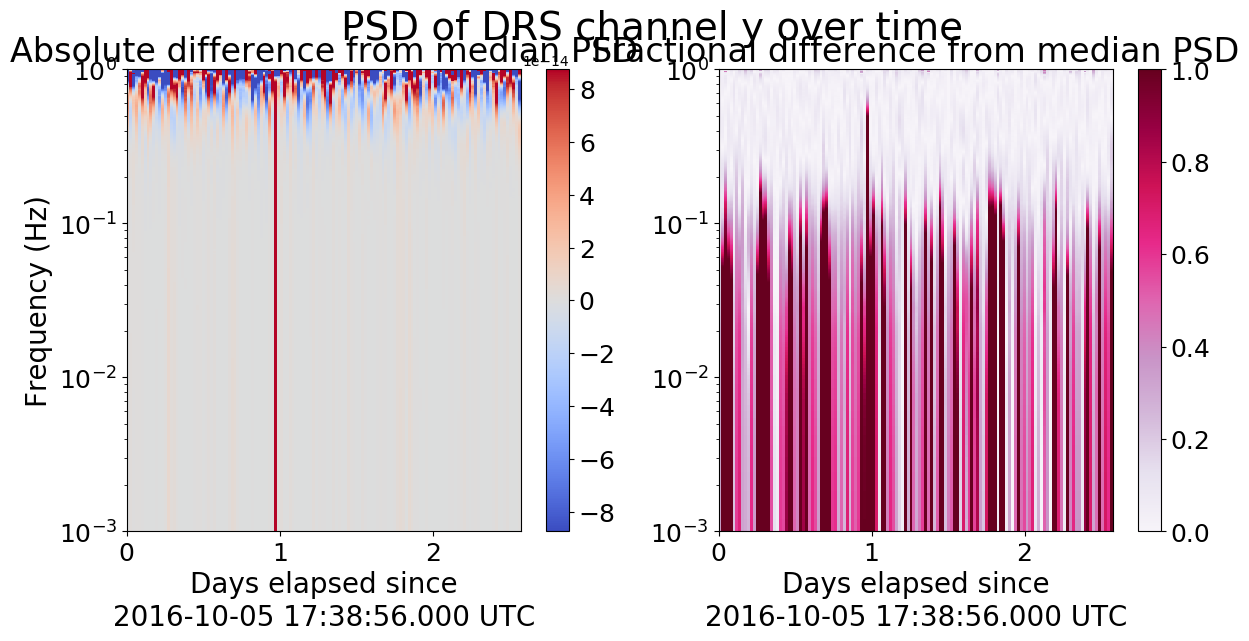 PSD of DRS channel y over time
Absolute difference from median PSD
Fractional difference from median PSD
1e−14
10⁰
10⁻¹
10⁻²
10⁻³
Frequency (Hz)
0 1 2
Days elapsed since
2016-10-05 17:38:56.000 UTC
8
6
4
2
0
−2
−4
−6
−8
10⁰
10⁻¹
10⁻²
10⁻³
0 1 2
Days elapsed since
2016-10-05 17:38:56.000 UTC
1.0
0.8
0.6
0.4
0.2
0.0